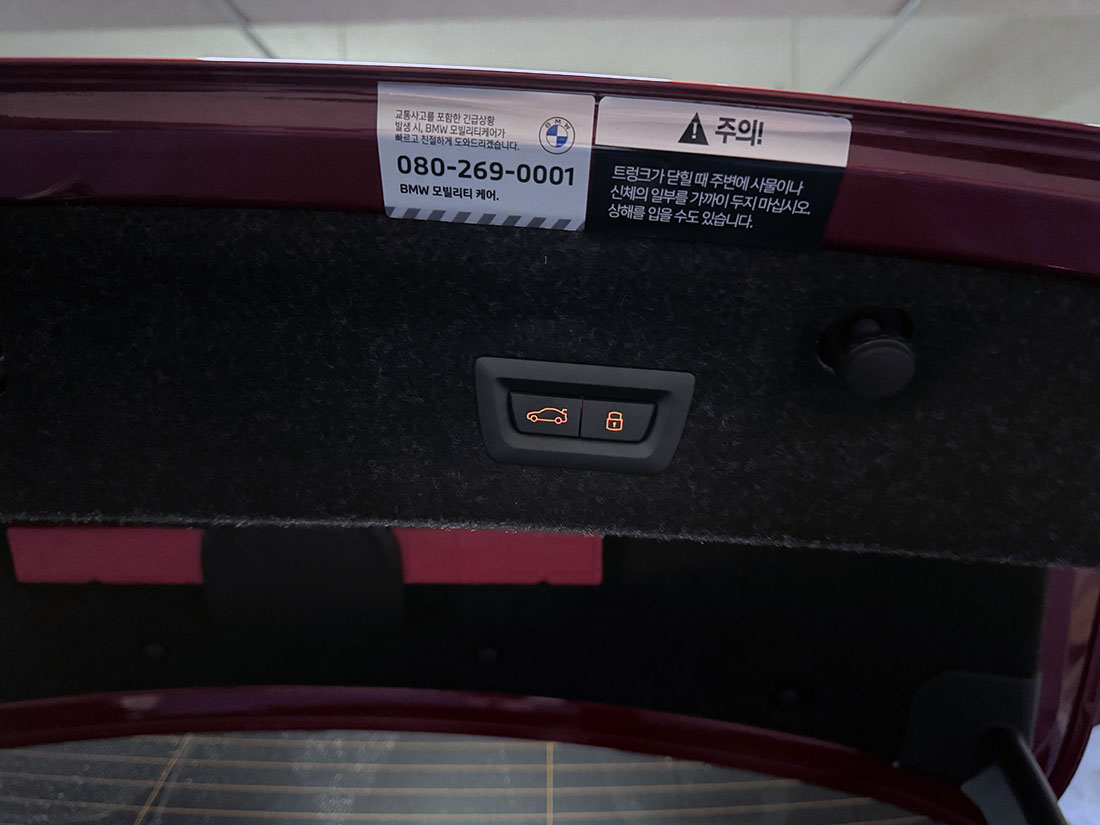 교통사고를 포함한 긴급상황
발생 시, BMW 모빌리티케어가
빠르고 친절하게 도와드리겠습니다.
BMW
080-269-0001
BMW 모빌리티 케어.
주의!
트렁크가 닫힐 때 주변에 사물이나
신체의 일부를 가까이 두지 마십시오.
상해를 입을 수도 있습니다.